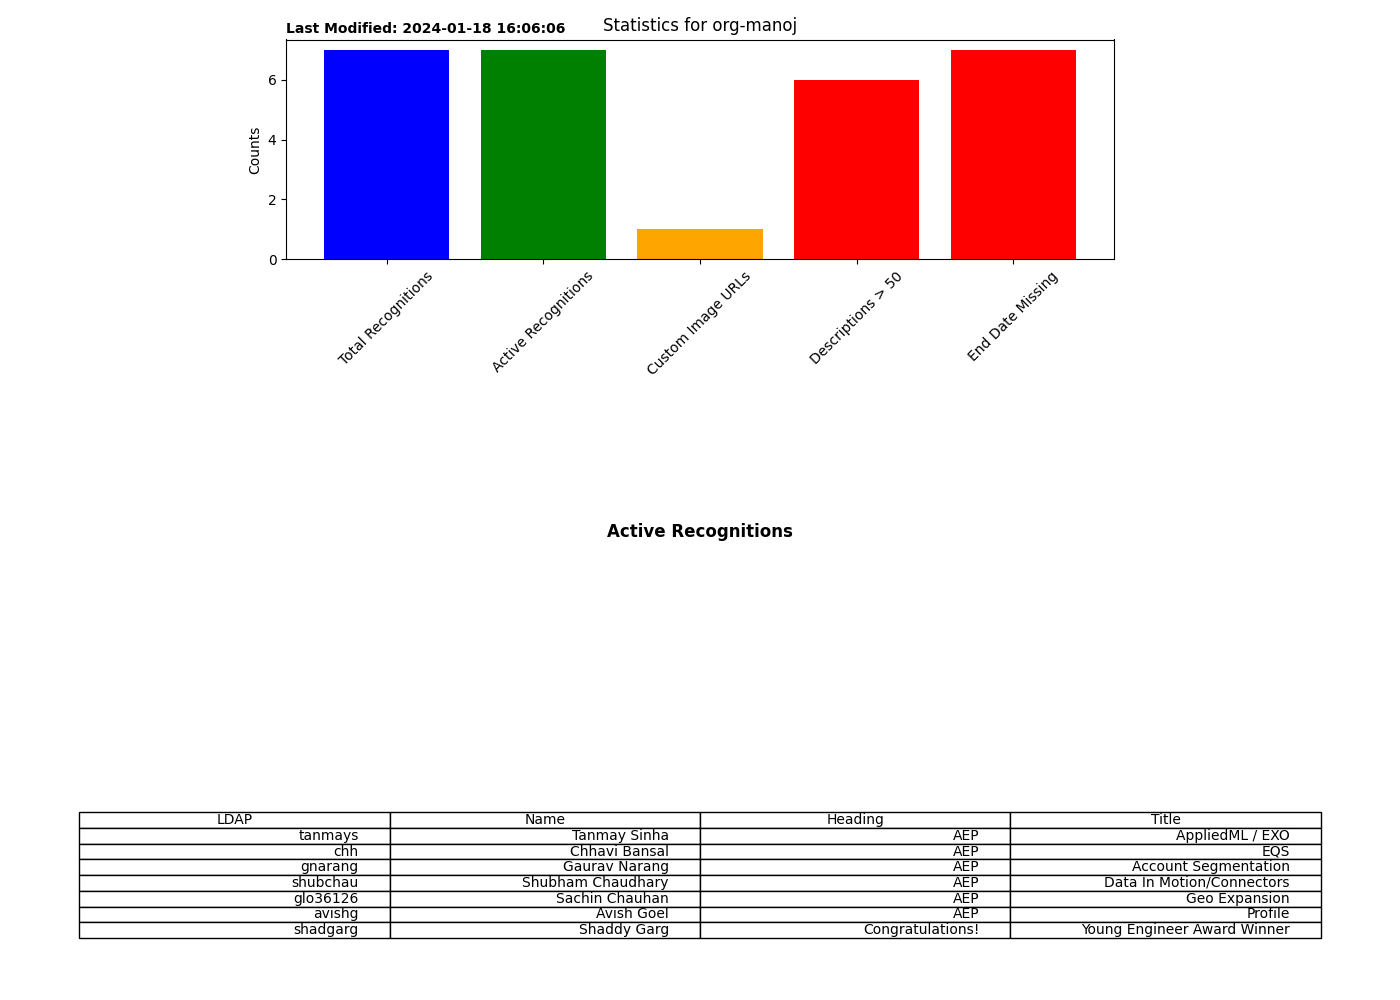 Last Modified: 2024-01-18 16:06:06
Statistics for org-manoj
Counts
6
4
2
0
Total Recognitions
Active Recognitions
Custom Image URLs
Descriptions > 50
End Date Missing
Active Recognitions
LDAP Name Heading Title
tanmays Tanmay Sinha AEP AppliedML / EXO
chh Chhavi Bansal AEP EQS
gnarang Gaurav Narang AEP Account Segmentation
shubchau Shubham Chaudhary AEP Data In Motion/Connectors
glo36126 Sachin Chauhan AEP Geo Expansion
avishg Avish Goel AEP Profile
shadgarg Shaddy Garg Congratulations! Young Engineer Award Winner